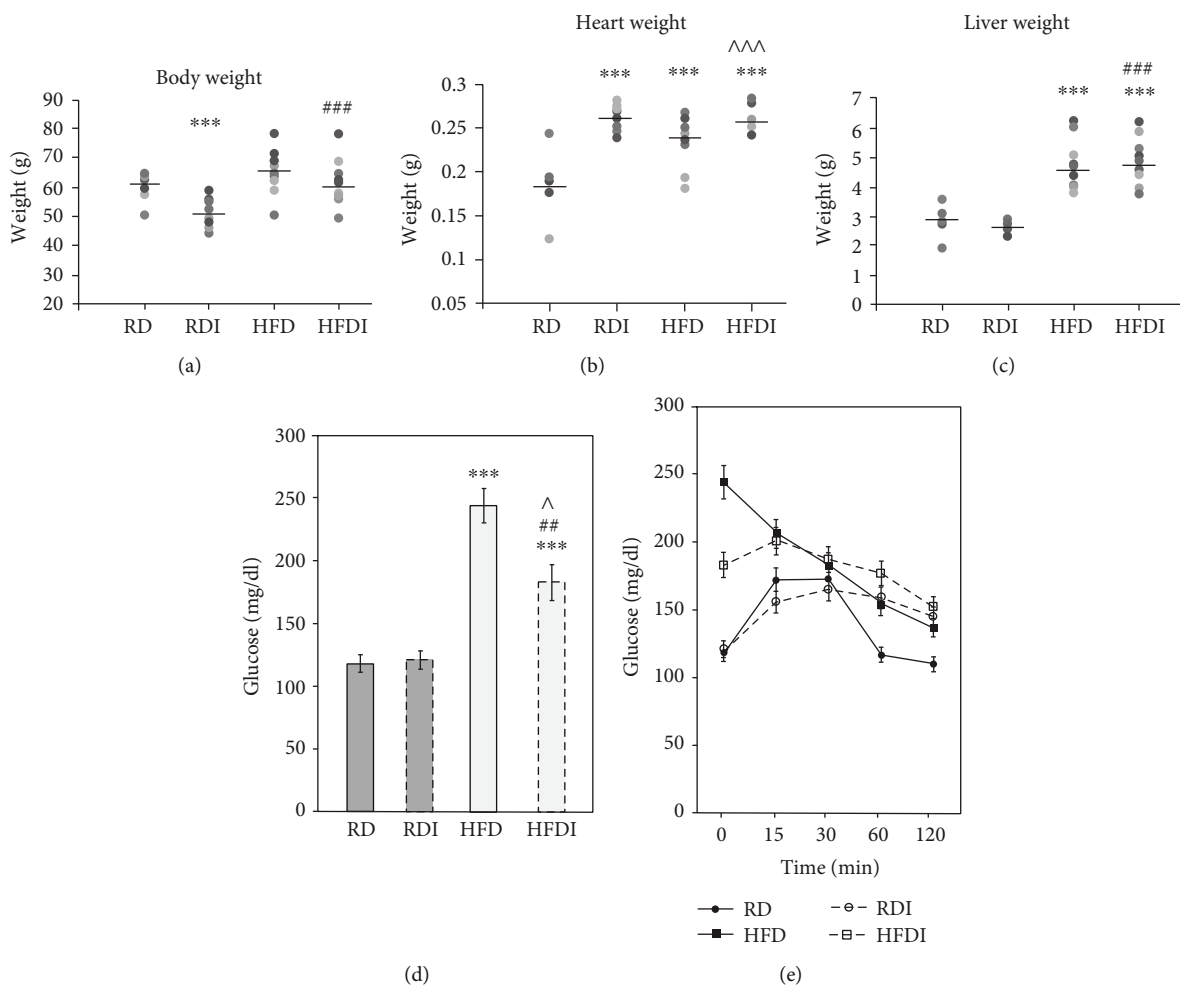 Body weight
***
###
90
80
70
60
50
40
30
20
Weight (g)
RD RDI HFD HFDI
(a)
Heart weight
^^^
*** *** ***
0.3
0.25
0.2
0.15
0.1
0.05
Weight (g)
RD RDI HFD HFDI
(b)
Liver weight
###
*** ***
7
6
5
4
3
2
1
0
Weight (g)
RD RDI HFD HFDI
(c)
300
250
200
150
100
50
0
Glucose (mg/dl)
***
^
##
***
RD RDI HFD HFDI
(d)
300
250
200
150
100
50
0
Glucose (mg/dl)
0 15 30 60 120
Time (min)
RD RDI
HFD HFDI
(e)